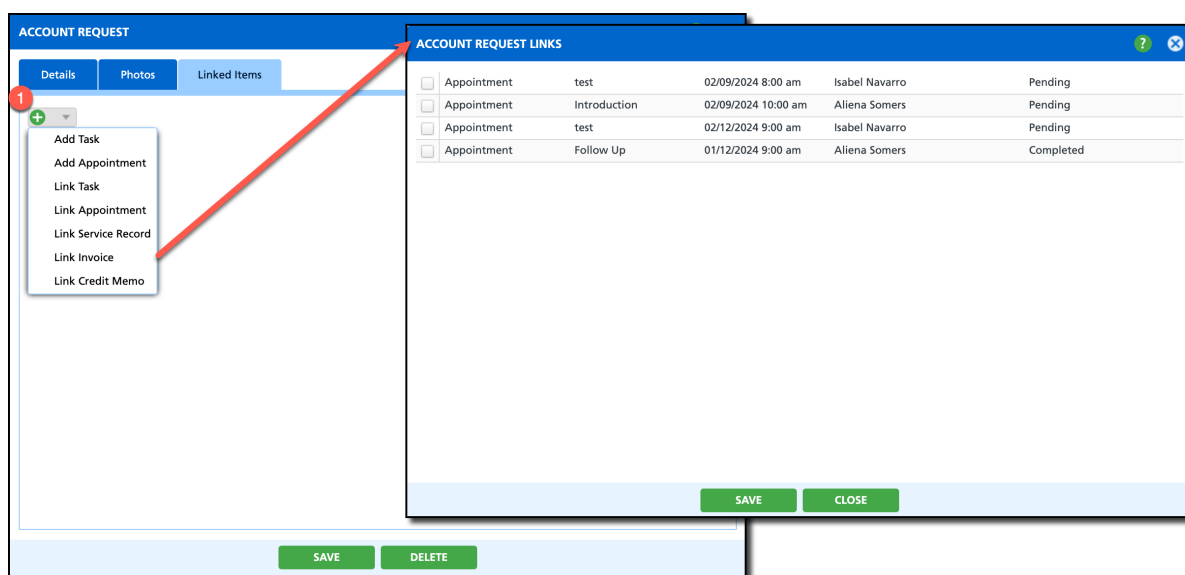 ACCOUNT REQUEST
Details Photos Linked Items
1
Add Task
Add Appointment
Link Task
Link Appointment
Link Service Record
Link Invoice
Link Credit Memo
SAVE DELETE
ACCOUNT REQUEST LINKS ?
Appointment test 02/09/2024 8:00 am Isabel Navarro Pending
Appointment Introduction 02/09/2024 10:00 am Aliena Somers Pending
Appointment test 02/12/2024 9:00 am Isabel Navarro Pending
Appointment Follow Up 01/12/2024 9:00 am Aliena Somers Completed
SAVE CLOSE